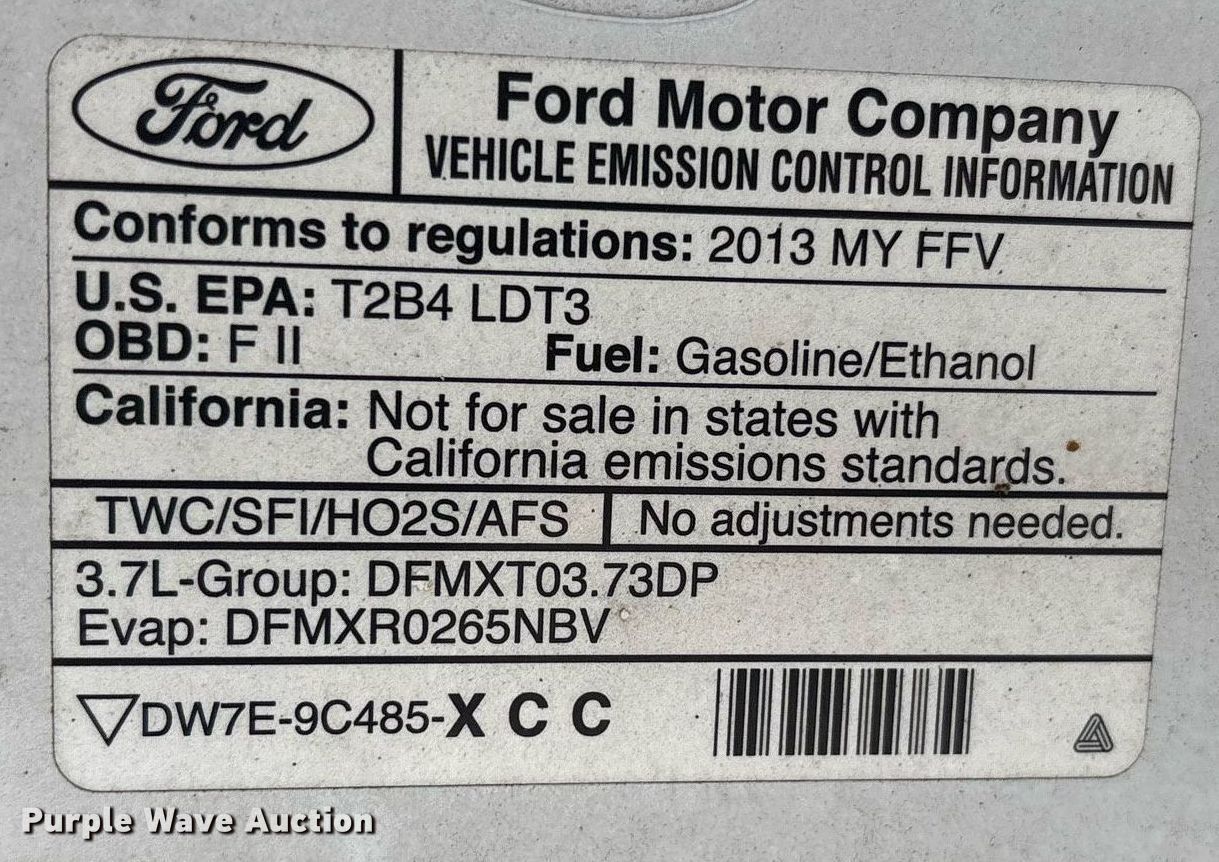 Ford
Ford Motor Company
VEHICLE EMISSION CONTROL INFORMATION
Conforms to regulations: 2013 MY FFV
U.S. EPA: T2B4 LDT3
OBD: F II Fuel: Gasoline/Ethanol
California: Not for sale in states with
California emissions standards.
TWC/SFI/HO2S/AFS No adjustments needed.
3.7L-Group: DFMXT03.73DP
Evap: DFMXR0265NBV
DW7E-9C485-X C C
Purple Wave Auction